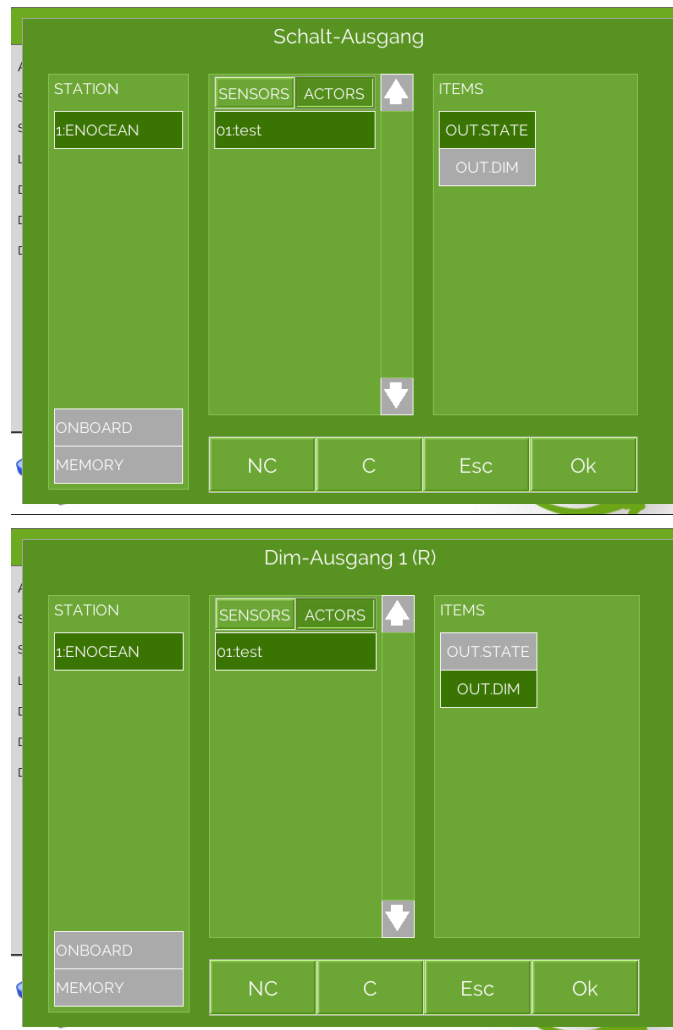 Schalt-Ausgang
STATION
SENSORS ACTORS
ITEMS
1:ENOCEAN
01:test
OUT.STATE
OUT.DIM
ONBOARD
MEMORY
NC C Esc Ok
Dim-Ausgang 1 (R)
STATION
SENSORS ACTORS
ITEMS
1:ENOCEAN
01:test
OUT.STATE
OUT.DIM
ONBOARD
MEMORY
NC C Esc Ok